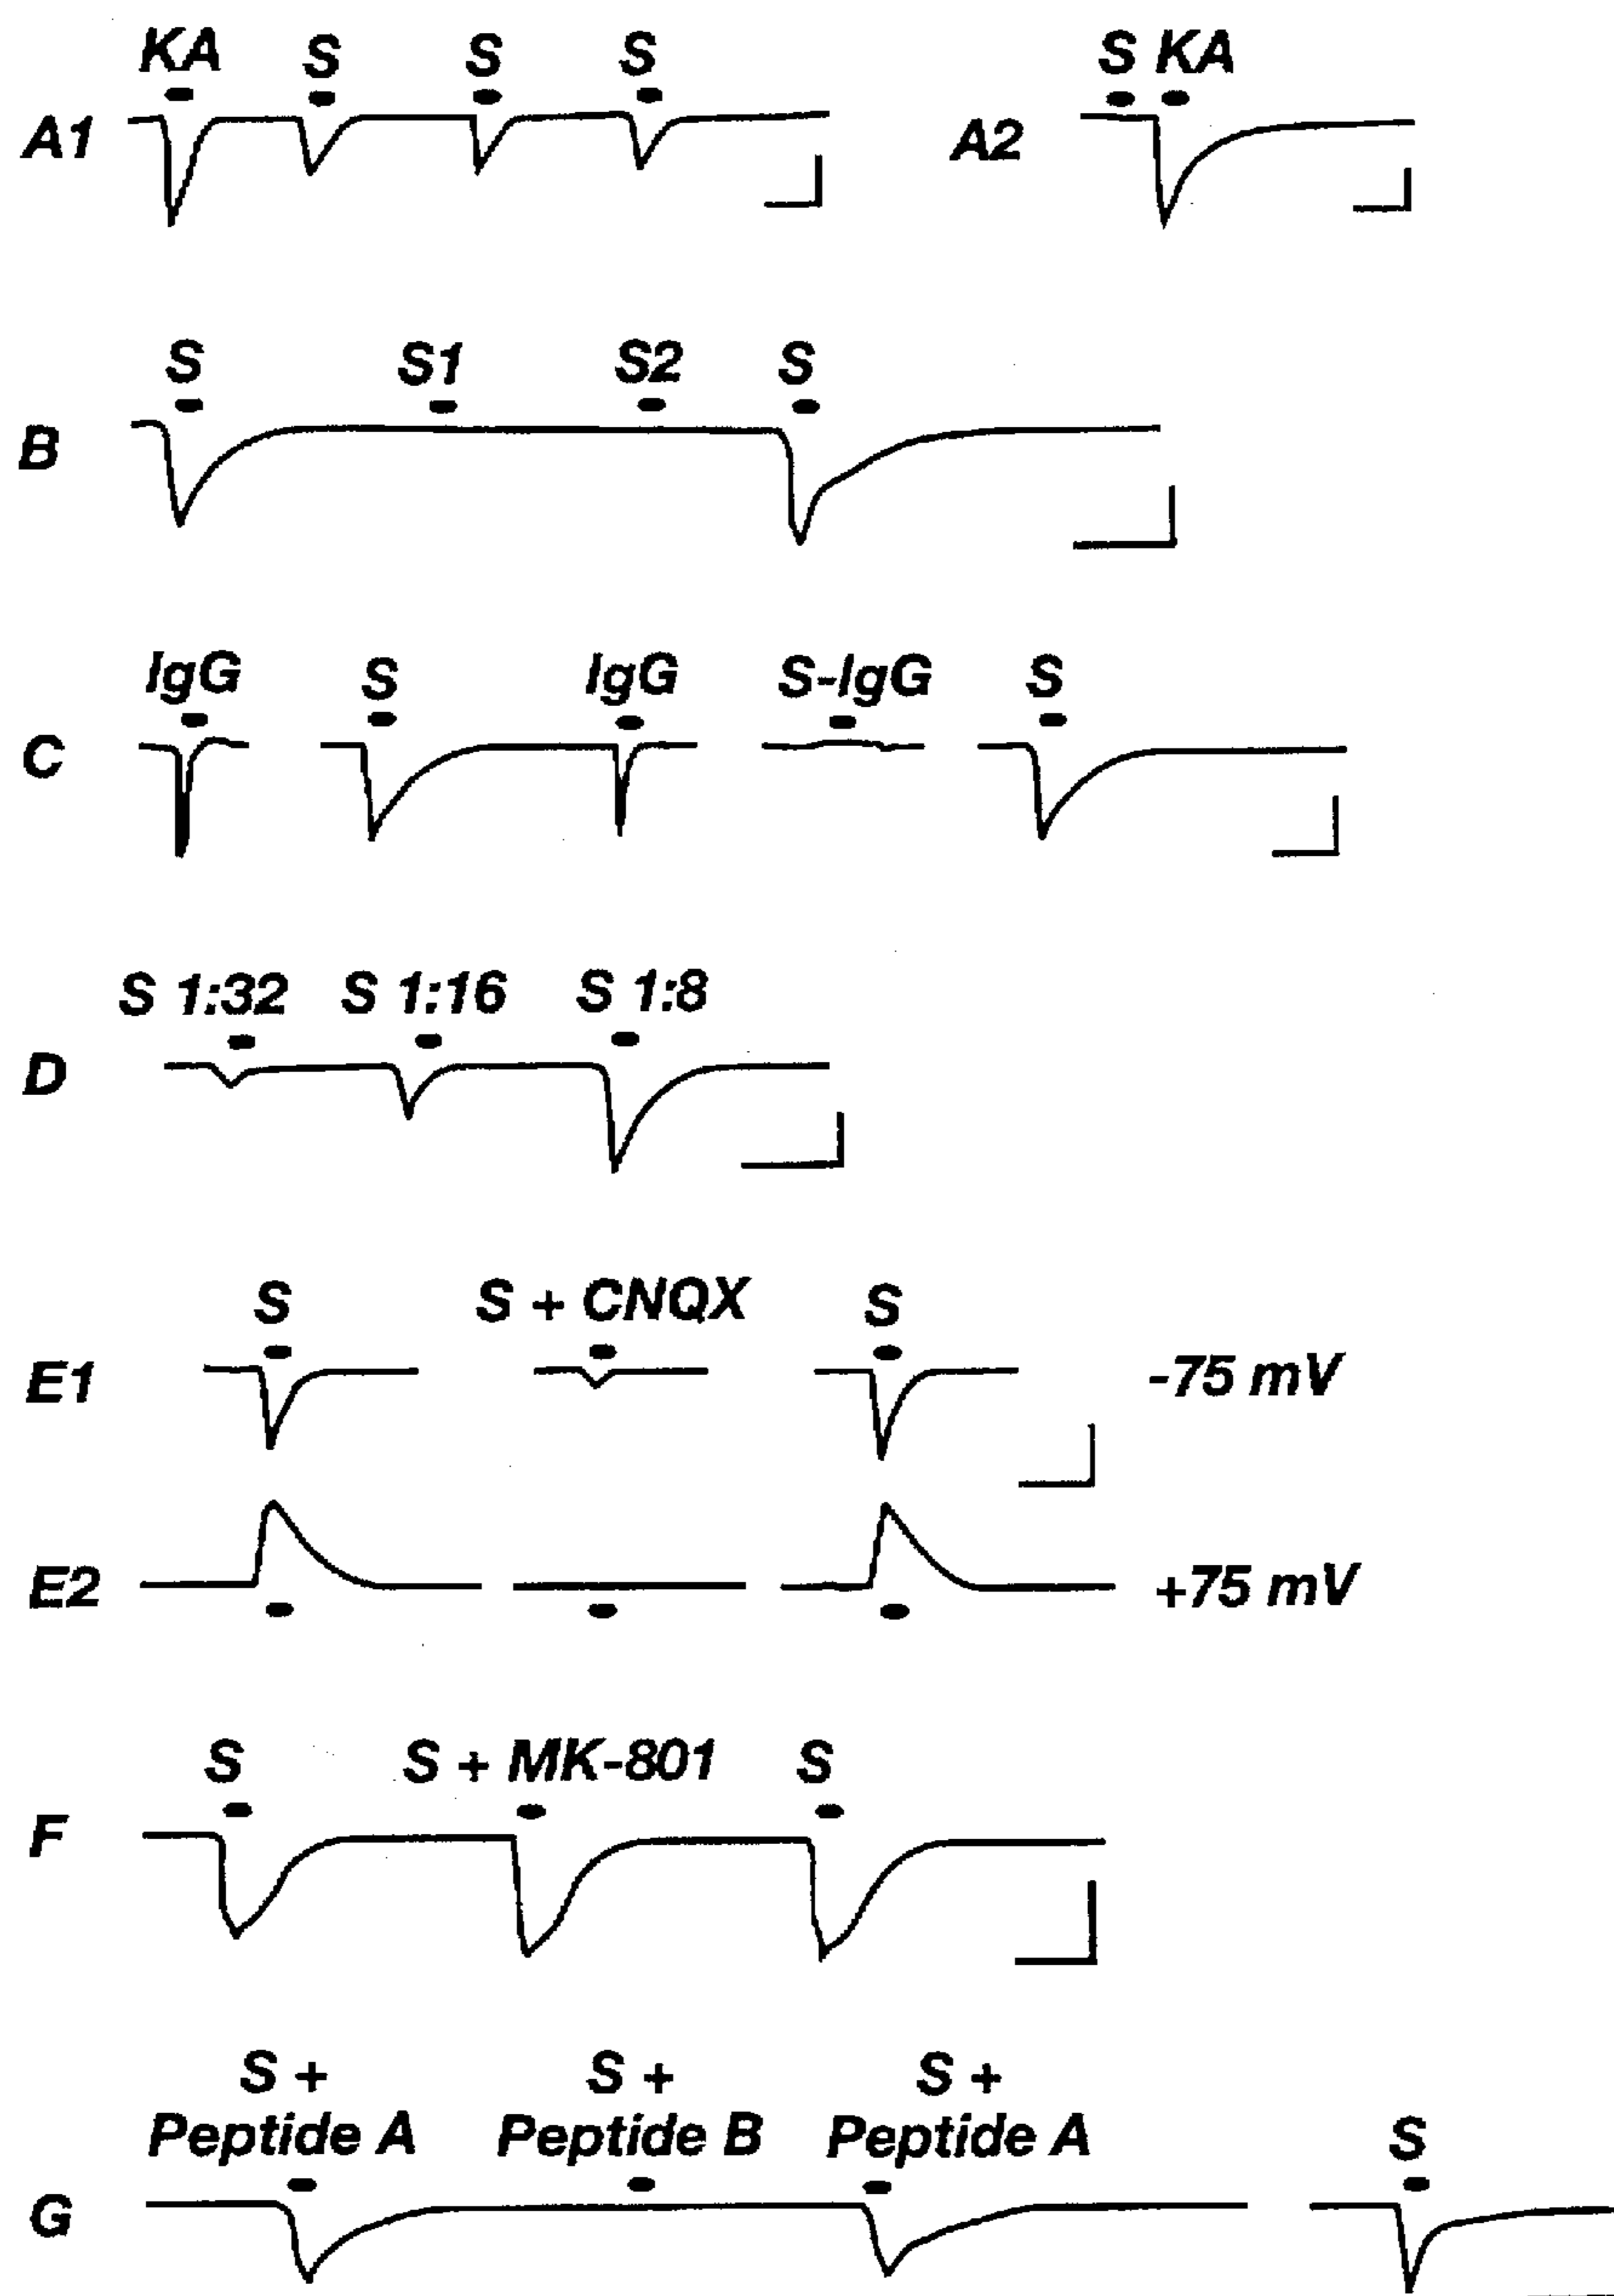 KA S S S
A1
S KA
A2
S S1 S2 S
B
IgG S IgG S-IgG S
C
S 1:32 S 1:16 S 1:8
D
S S + CNQX S
E1 -75 mV
E2 +75 mV
S S + MK-801 S
F
S + S + S +
Peptide A Peptide B Peptide A S
G